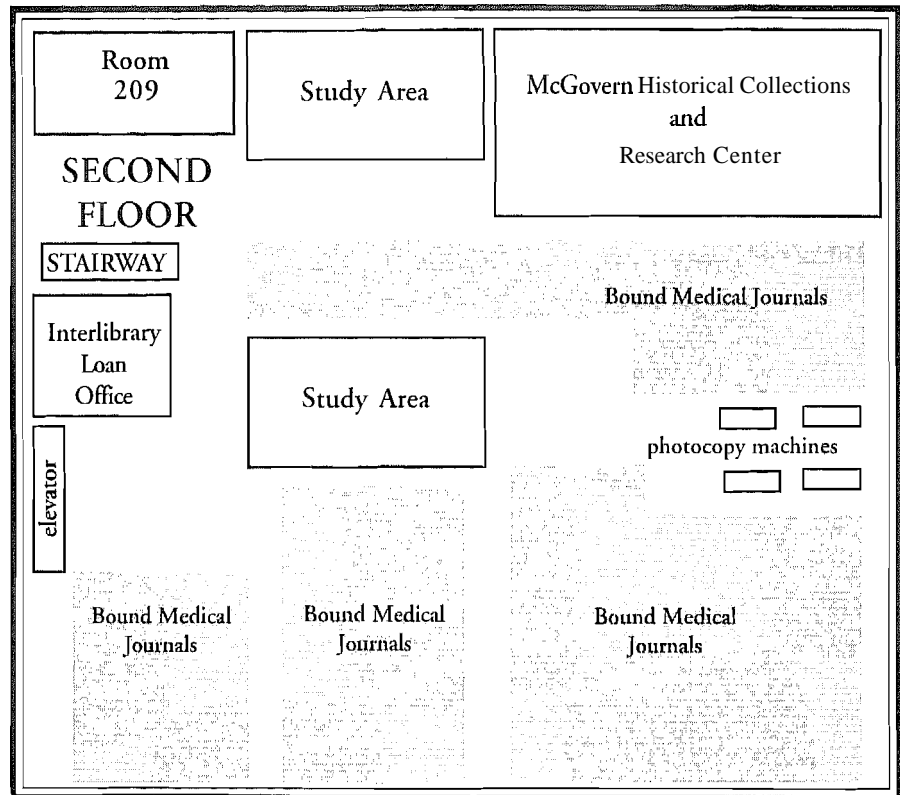 Room
209
Study Area
McGovern Historical Collections
and
Research Center
SECOND
FLOOR
STAIRWAY
Bound Medical Journals
Interlibrary
Loan
Office
Study Area
photocopy machines
elevator
Bound Medical
Journals
Bound Medical
Journals
Bound Medical
Journals